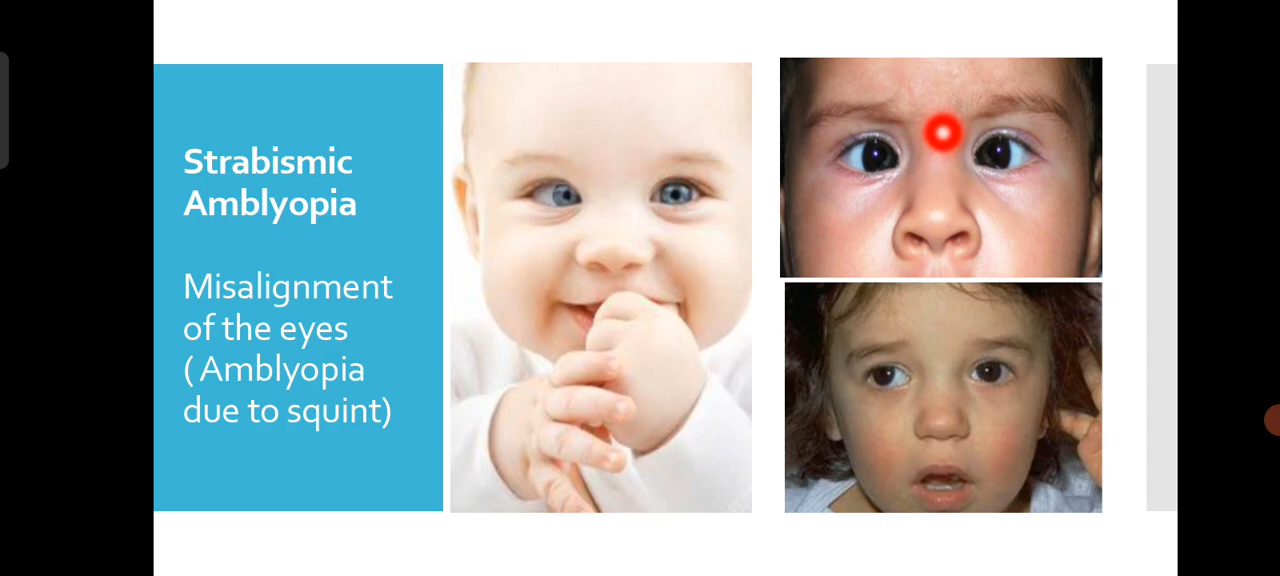 Strabismic
Amblyopia
Misalignment
of the eyes
( Amblyopia
due to squint)